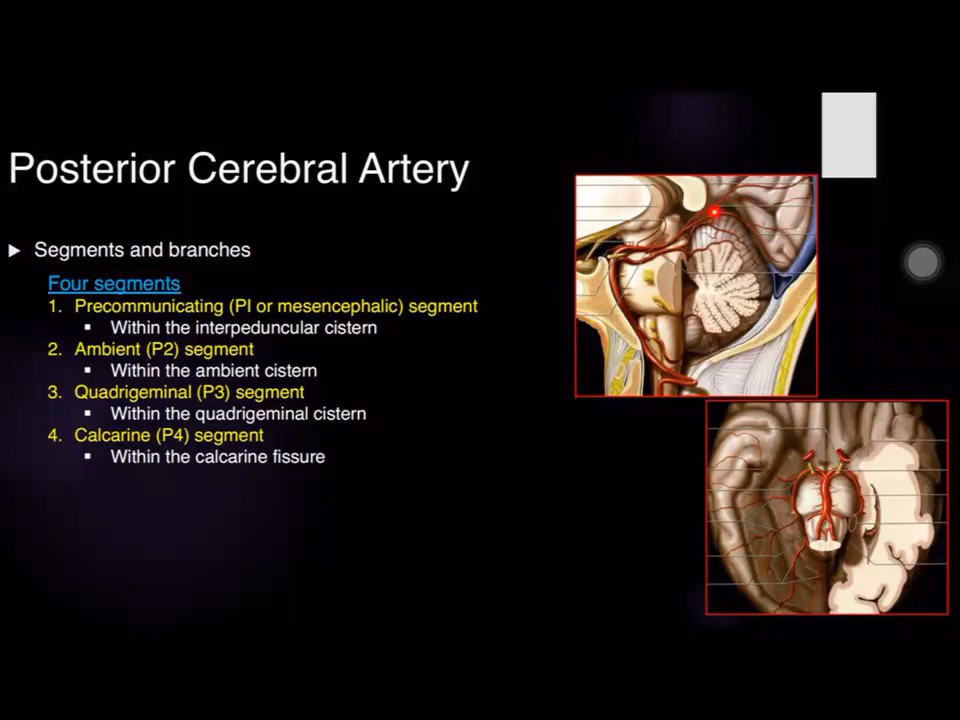 Posterior Cerebral Artery
Segments and branches
Four segments
1. Precommunicating (PI or mesencephalic) segment
Within the interpeduncular cistern
2. Ambient (P2) segment
Within the ambient cistern
3. Quadrigeminal (P3) segment
Within the quadrigeminal cistern
4. Calcarine (P4) segment
Within the calcarine fissure